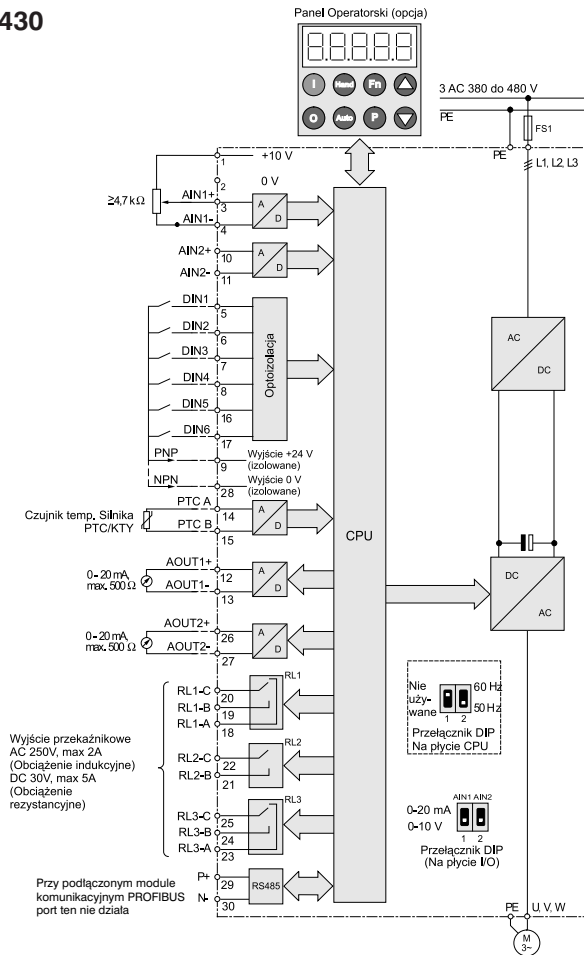 430
Panel Operatorski (opcja)
I Hand Fn
O Auto P
3 AC 380 do 480 V
PE
FS1
PE
L1, L2, L3
1 +10 V
2 0 V
≥4,7 kΩ
AIN1+ 3
AIN1- 4
A
D
AIN2+ 10
AIN2- 11
A
D
DIN1 5
DIN2 6
DIN3 7
DIN4 8
DIN5 16
DIN6 17
Optoizolacja
PNP 9
Wyjście +24 V
(izolowane)
NPN 28
Wyjście 0 V
(izolowane)
Czujnik temp. Silnika
PTC/KTY
PTC A 14
PTC B 15
A
D
CPU
AC
DC
DC
AC
0-20 mA,
max. 500 Ω
AOUT1+ 12
AOUT1- 13
A
D
0-20 mA,
max. 500 Ω
AOUT2+ 26
AOUT2- 27
A
D
Wyjście przekaźnikowe
AC 250V, max 2A
(Obciążenie indukcyjne)
DC 30V, max 5A
(Obciążenie
rezystancyjne)
RL1
RL1-C 20
RL1-B 19
RL1-A 18
RL2
RL2-C 22
RL2-B 21
RL3
RL3-C 25
RL3-B 24
RL3-A 23
Nie
uży-
wane
60 Hz
50 Hz
1 2
Przełącznik DIP
Na płycie CPU
AIN1 AIN2
0-20 mA
0-10 V
1 2
Przełącznik DIP
(Na płycie I/O)
P+ 29
N- 30
RS485
Przy podłączonym module
komunikacyjnym PROFIBUS
port ten nie działa
PE U, V, W
M
3~